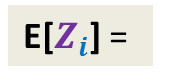 E[Zᵢ] =